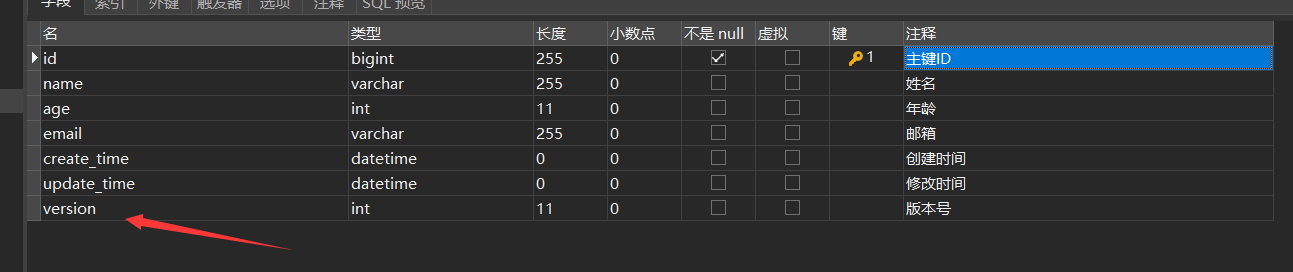 字段 索引 外键 触发器 选项 注释 SQL 预览
名 类型 长度 小数点 不是 null 虚拟 键 注释
id bigint 255 0 1 主键ID
name varchar 255 0 姓名
age int 11 0 年龄
email varchar 255 0 邮箱
create_time datetime 0 0 创建时间
update_time datetime 0 0 修改时间
version int 11 0 版本号